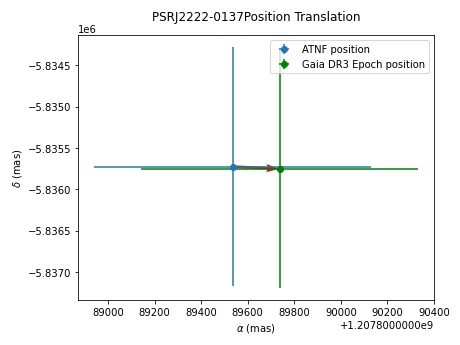 PSRJ2222-0137Position Translation
1e6
ATNF position
Gaia DR3 Epoch position
−5.8345
−5.8350
−5.8355
−5.8360
−5.8365
−5.8370
δ (mas)
89000 89200 89400 89600 89800 90000 90200 90400
α (mas)
+1.2078000000e9